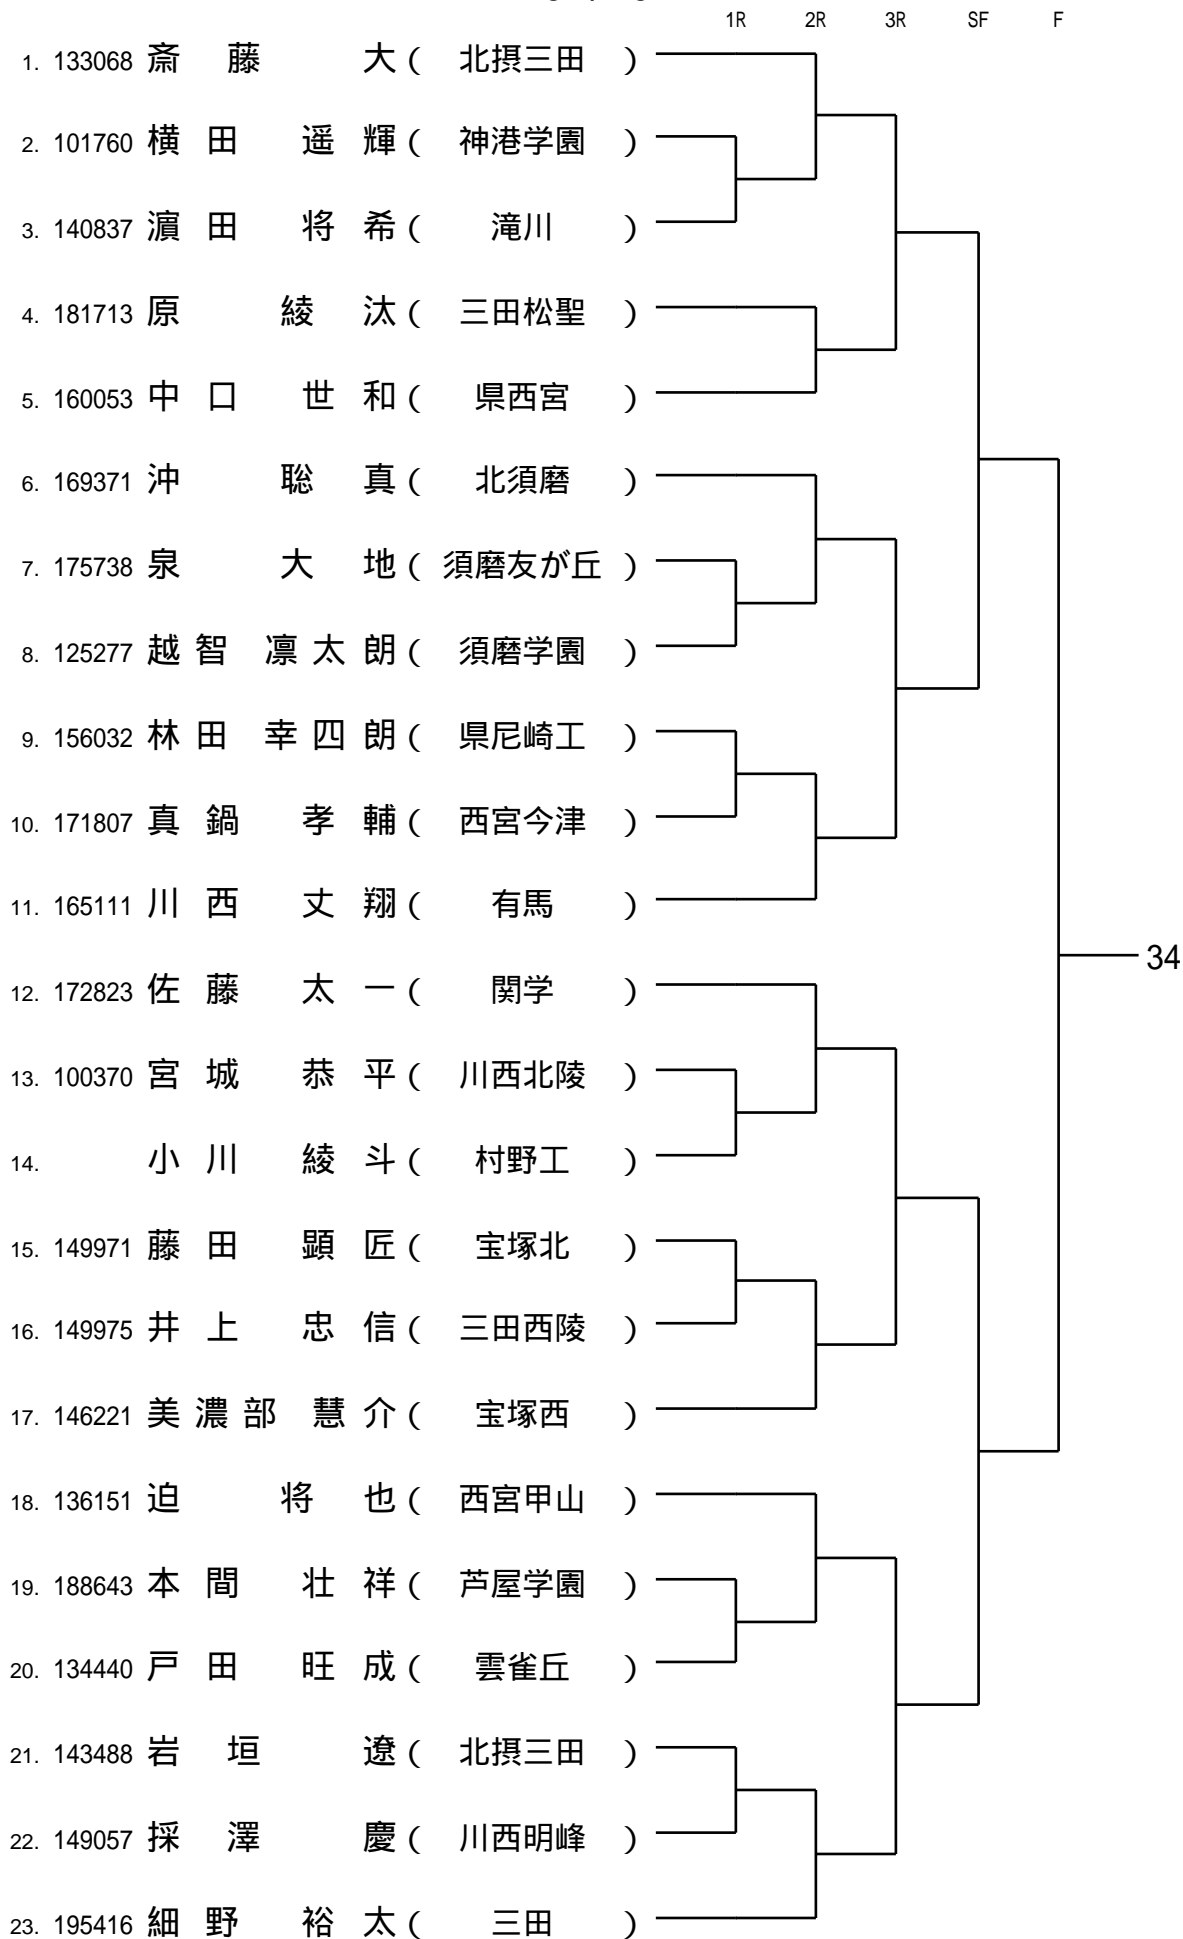 1R 2R 3R SF F
1. 133068 斎藤 大 ( 北摂三田 )
2. 101760 横田 遥輝 ( 神港学園 )
3. 140837 濵田 将希 ( 滝川 )
4. 181713 原 綾汰 ( 三田松聖 )
5. 160053 中口 世和 ( 県西宮 )
6. 169371 沖 聡真 ( 北須磨 )
7. 175738 泉 大地 ( 須磨友が丘 )
8. 125277 越智 凛太朗 ( 須磨学園 )
9. 156032 林田 幸四朗 ( 県尼崎工 )
10. 171807 真鍋 孝輔 ( 西宮今津 )
11. 165111 川西 丈翔 ( 有馬 )
34
12. 172823 佐藤 太一 ( 関学 )
13. 100370 宮城 恭平 ( 川西北陵 )
14. 小川 綾斗 ( 村野工 )
15. 149971 藤田 顕匠 ( 宝塚北 )
16. 149975 井上 忠信 ( 三田西陵 )
17. 146221 美濃部 慧介 ( 宝塚西 )
18. 136151 迫 将也 ( 西宮甲山 )
19. 188643 本間 壮祥 ( 芦屋学園 )
20. 134440 戸田 旺成 ( 雲雀丘 )
21. 143488 岩垣 遼 ( 北摂三田 )
22. 149057 採澤 慶 ( 川西明峰 )
23. 195416 細野 裕太 ( 三田 )